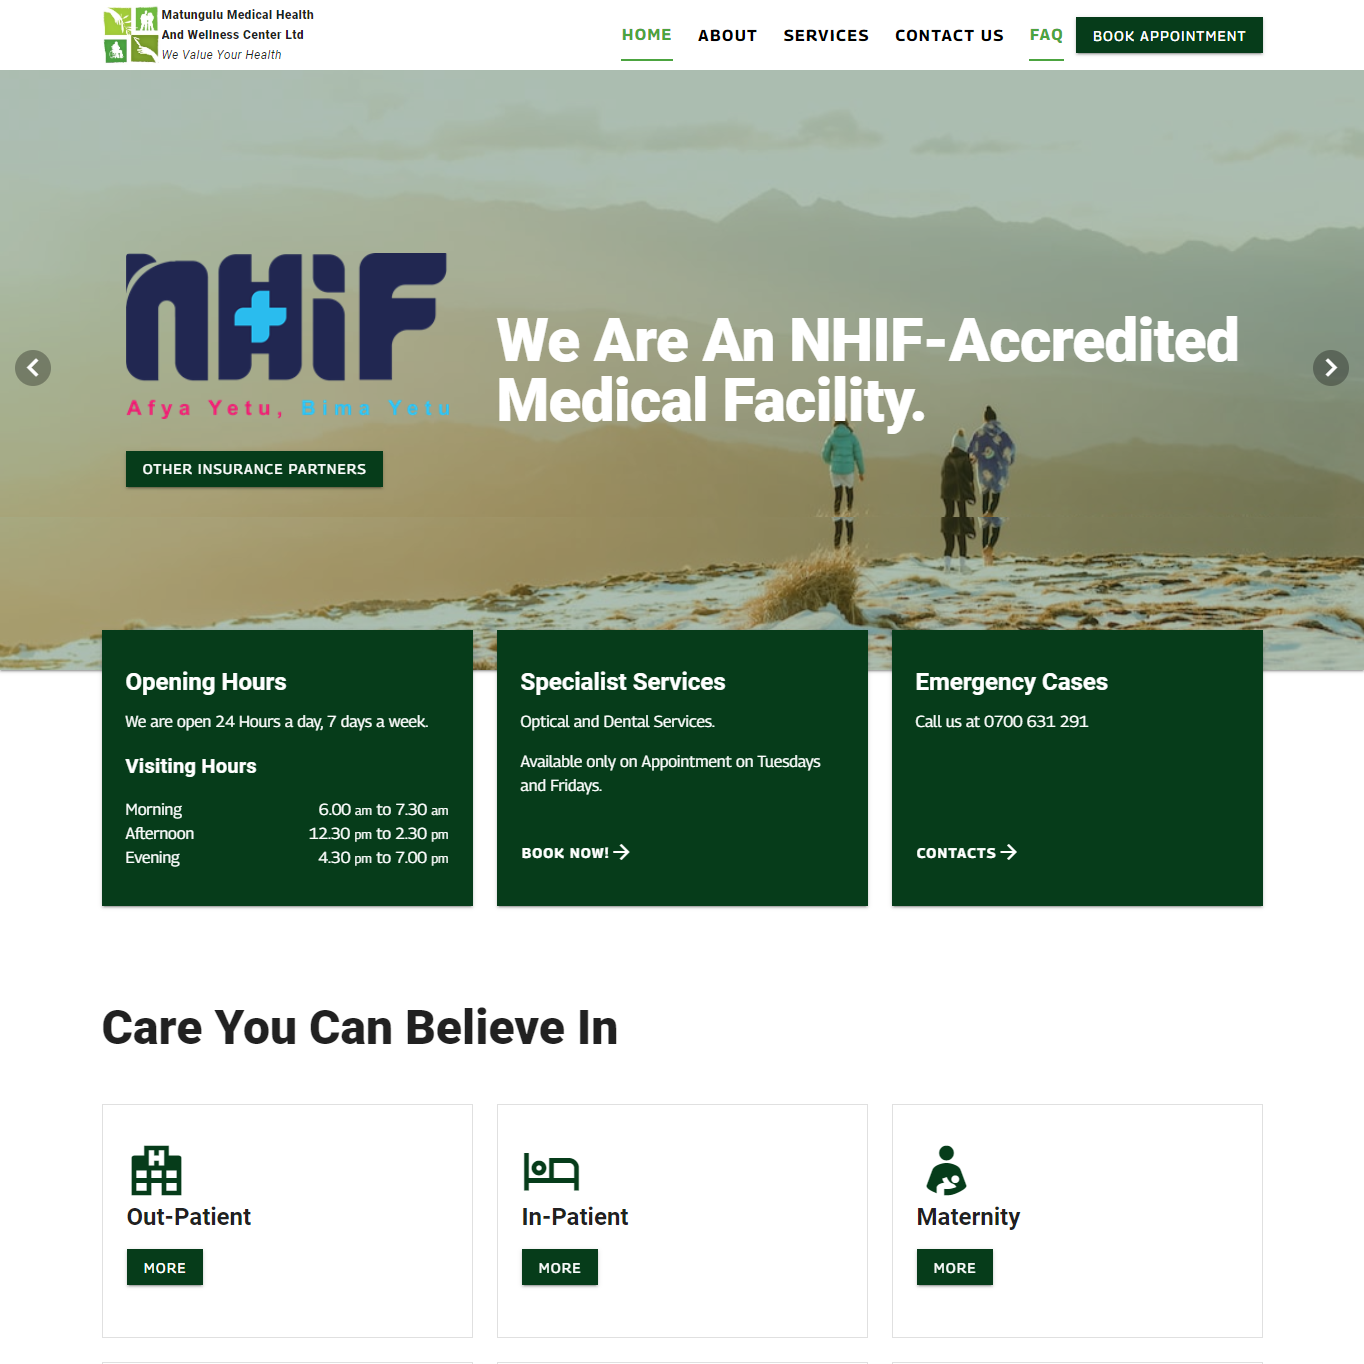 Matungulu Medical Health
And Wellness Center Ltd
We Value Your Health
HOME ABOUT SERVICES CONTACT US FAQ BOOK APPOINTMENT
NHiF
Afya Yetu, Bima Yetu
We Are An NHIF-Accredited
Medical Facility.
OTHER INSURANCE PARTNERS
Opening Hours
We are open 24 Hours a day, 7 days a week.
Visiting Hours
Morning 6.00 am to 7.30 am
Afternoon 12.30 pm to 2.30 pm
Evening 4.30 pm to 7.00 pm
Specialist Services
Optical and Dental Services.
Available only on Appointment on Tuesdays
and Fridays.
BOOK NOW!
Emergency Cases
Call us at 0700 631 291
CONTACTS
Care You Can Believe In
H
Out-Patient
MORE
In-Patient
MORE
Maternity
MORE